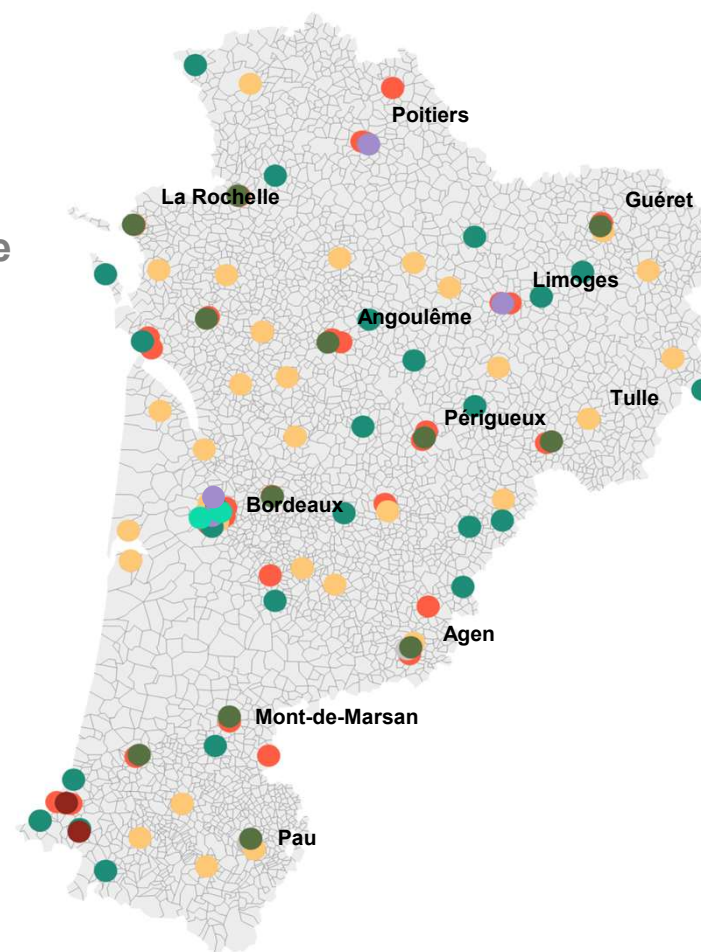 Poitiers
La Rochelle
Guéret
e
Limoges
Angoulême
Tulle
Périgueux
Bordeaux
Agen
Mont-de-Marsan
Pau